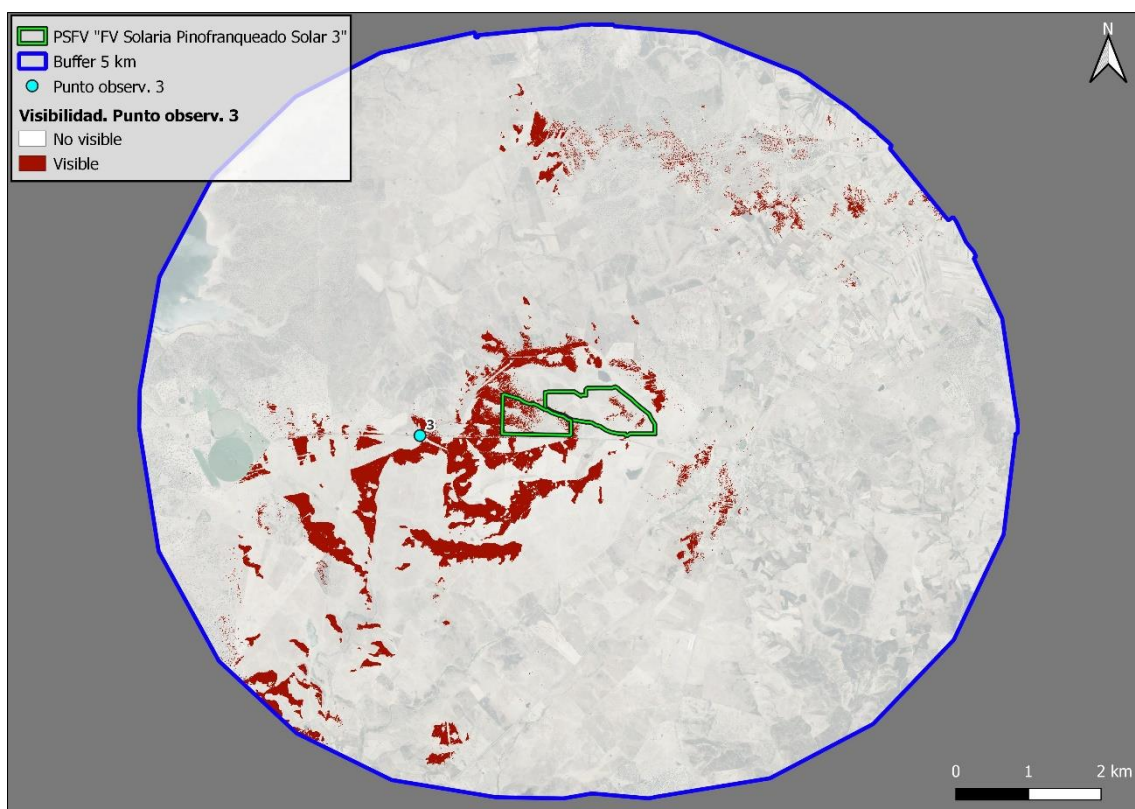 PSFV "FV Solaria Pinofranqueado Solar 3"
Buffer 5 km
Punto observ. 3
Visibilidad. Punto observ. 3
No visible
Visible
N
3
0 1 2 km